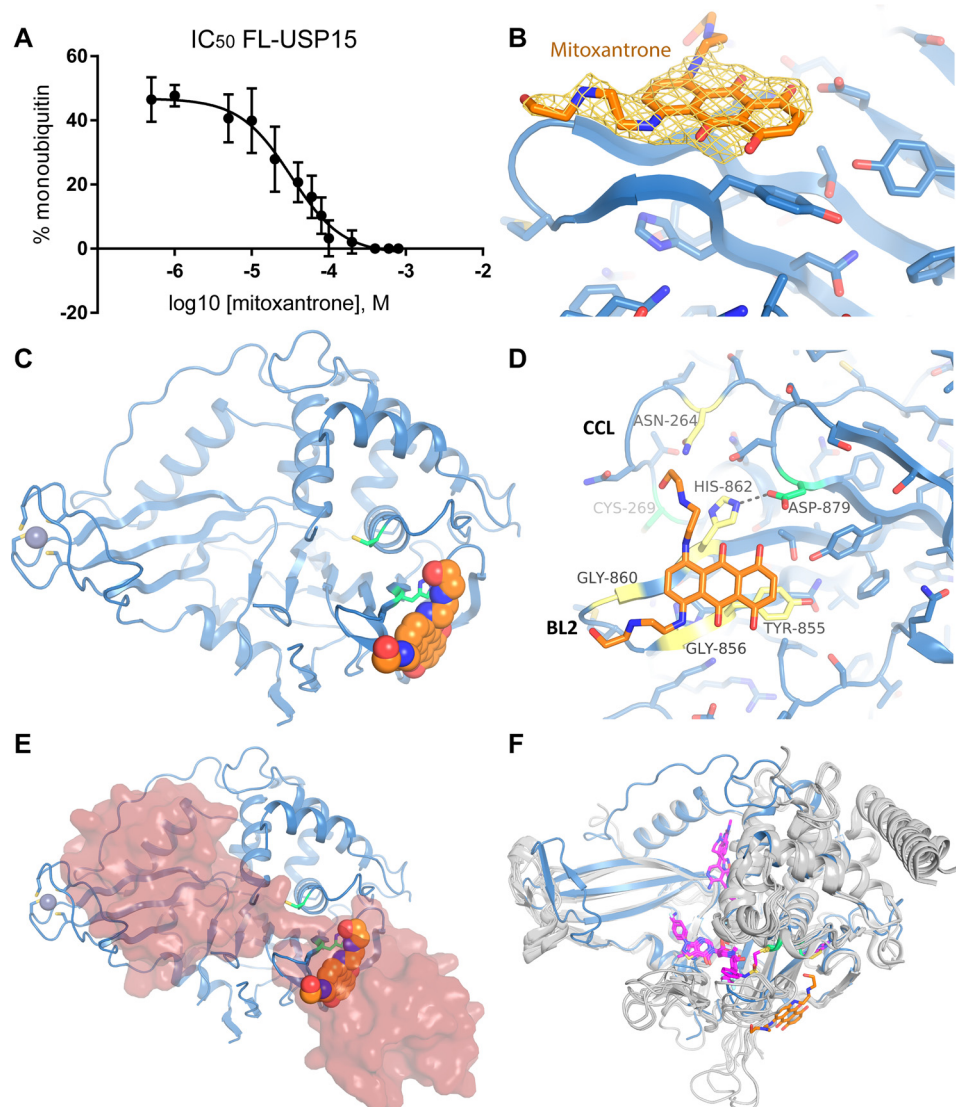 A
IC50 FL-USP15
% monoubiquitin
60
40
20
0
-20
-6
-5
-4
-3
-2
log10 [mitoxantrone], M
B
Mitoxantrone
C
D
CCL
ASN-264
HIS-862
CYS-269
ASP-879
GLY-860
BL2
TYR-855
GLY-856
E
F